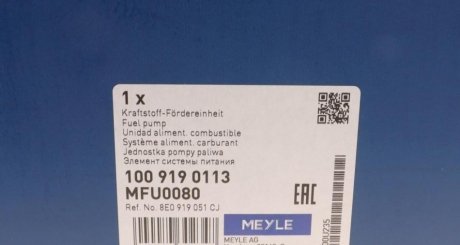 1 x
Kraftstoff-Fördereinheit
Fuel pump
Unidad aliment. combustible
Système aliment. carburant
Jednostka pompy paliwa
Элемент системы питания
100 919 0113
MFU0080
EAC
Ref. No. 8E0 919 051 CJ
MEYLE
MEYLE AG